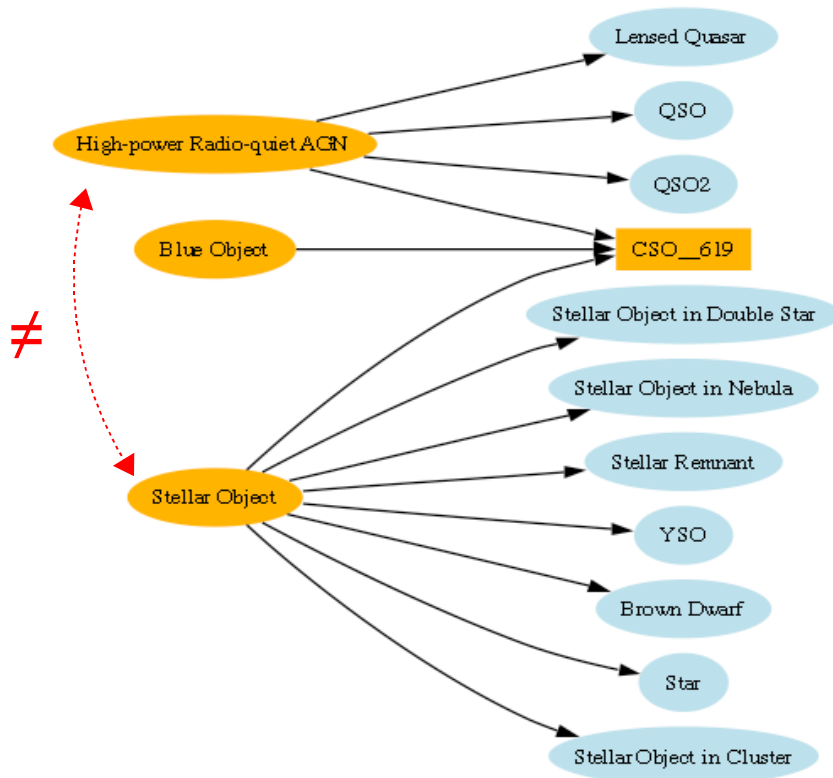 Lensed Quasar
QSO
High-power Radio-quiet AGN
QSO2
Blue Object
CSO__619
Stellar Object in Double Star
≠
Stellar Object in Nebula
Stellar Remnant
Stellar Object
YSO
Brown Dwarf
Star
Stellar Object in Cluster